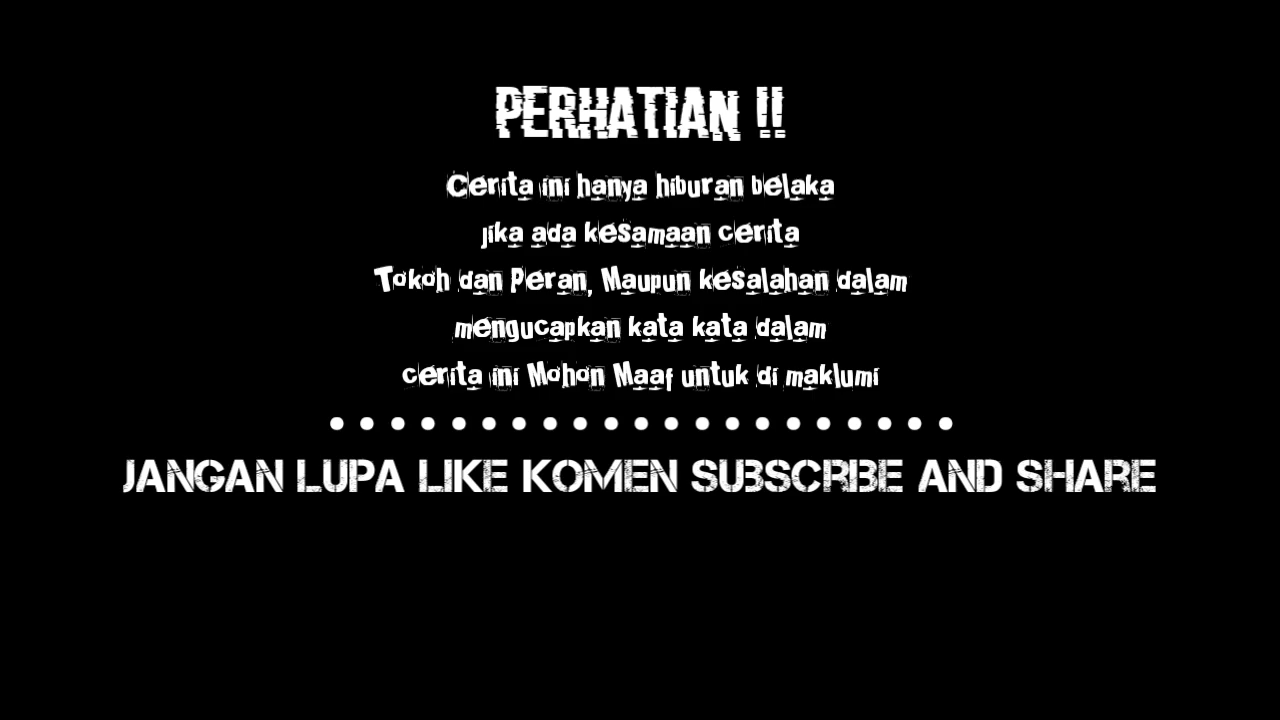 PERHATIAN !!
Cerita ini hanya hiburan belaka
jika ada kesamaan cerita
Tokoh dan Peran, Maupun kesalahan dalam
mengucapkan kata kata dalam
cerita ini Mohon Maaf untuk di maklumi
• • • • • • • • • • • • • • • • • • • • •
JANGAN LUPA LIKE KOMEN SUBSCRBE AND SHARE